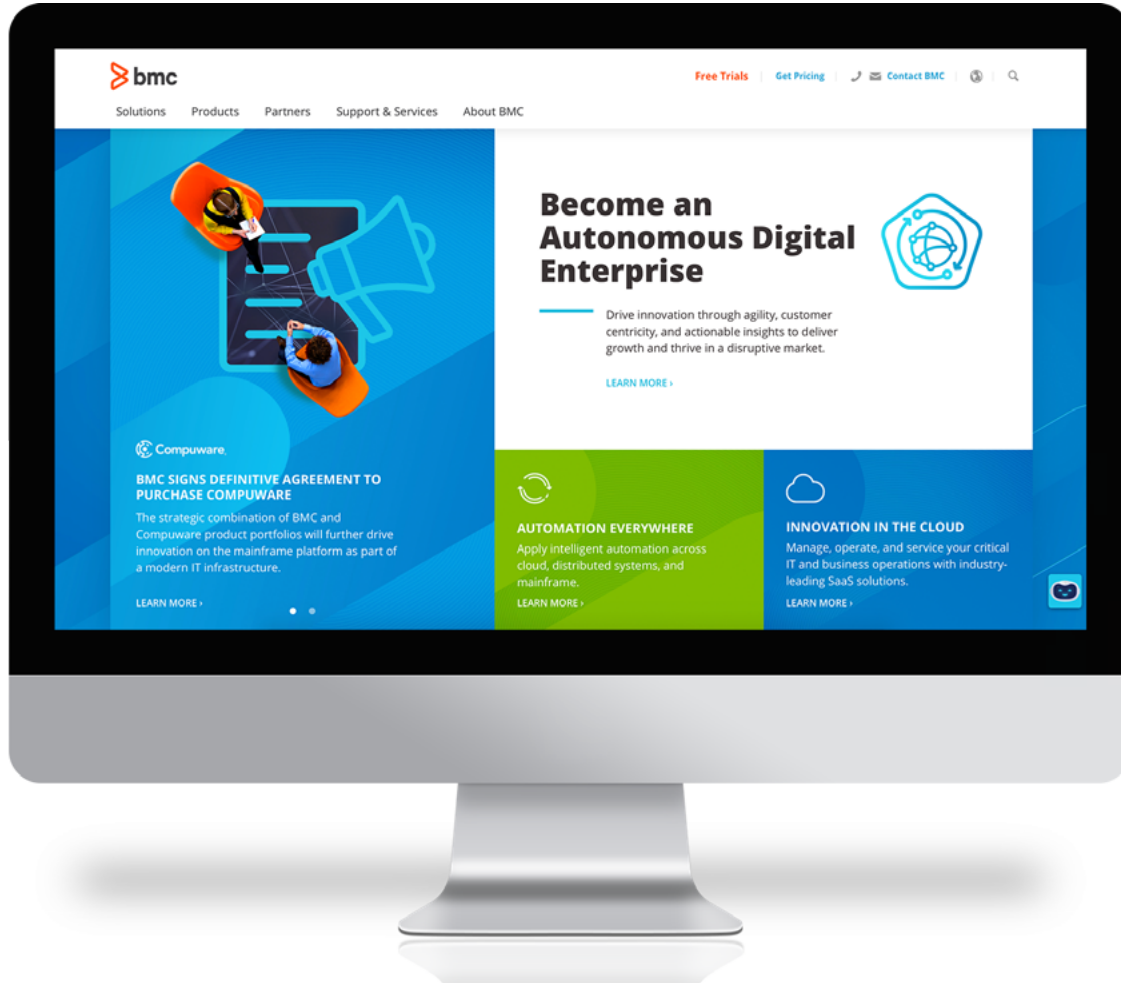 bmc
Free Trials
Get Pricing
Contact BMC
Solutions
Products
Partners
Support & Services
About BMC
Become an
Autonomous Digital
Enterprise
Drive innovation through agility, customer
centricity, and actionable insights to deliver
growth and thrive in a disruptive market.
LEARN MORE ›
Compuware.
BMC SIGNS DEFINITIVE AGREEMENT TO
PURCHASE COMPUWARE
The strategic combination of BMC and
Compuware product portfolios will further drive
innovation on the mainframe platform as part of
a modern IT infrastructure.
LEARN MORE ›
AUTOMATION EVERYWHERE
Apply intelligent automation across
cloud, distributed systems, and
mainframe.
LEARN MORE ›
INNOVATION IN THE CLOUD
Manage, operate, and service your critical
IT and business operations with industry-
leading SaaS solutions.
LEARN MORE ›